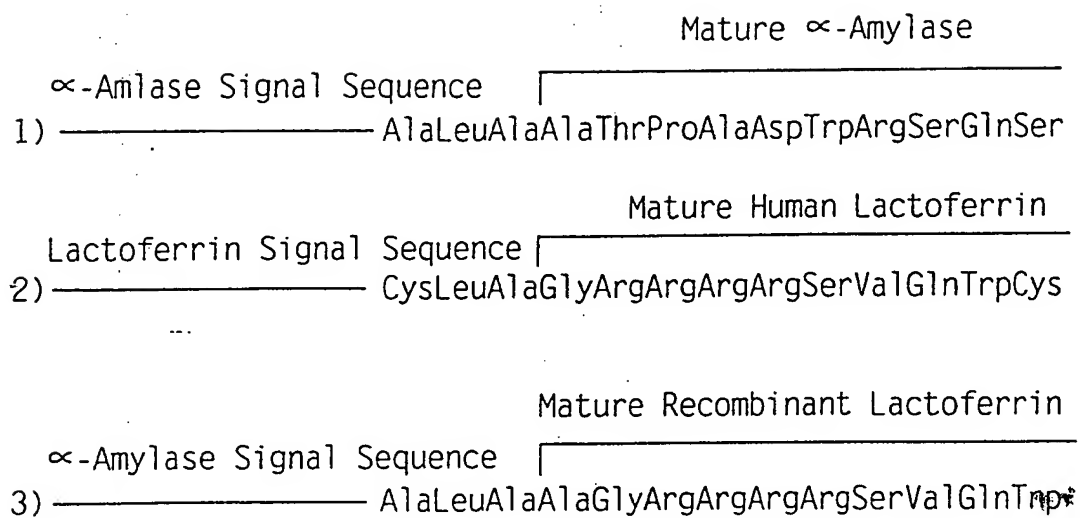 Mature ∝-Amylase
∝-Amlase Signal Sequence
1) AlaLeuAlaAlaThrProAlaAspTrpArgSerGlnSer
Mature Human Lactoferrin
Lactoferrin Signal Sequence
2) CysLeuAlaGlyArgArgArgArgSerValGlnTrpCys
Mature Recombinant Lactoferrin
∝-Amylase Signal Sequence
3) AlaLeuAlaAlaGlyArgArgArgArgSerValGlnTrp